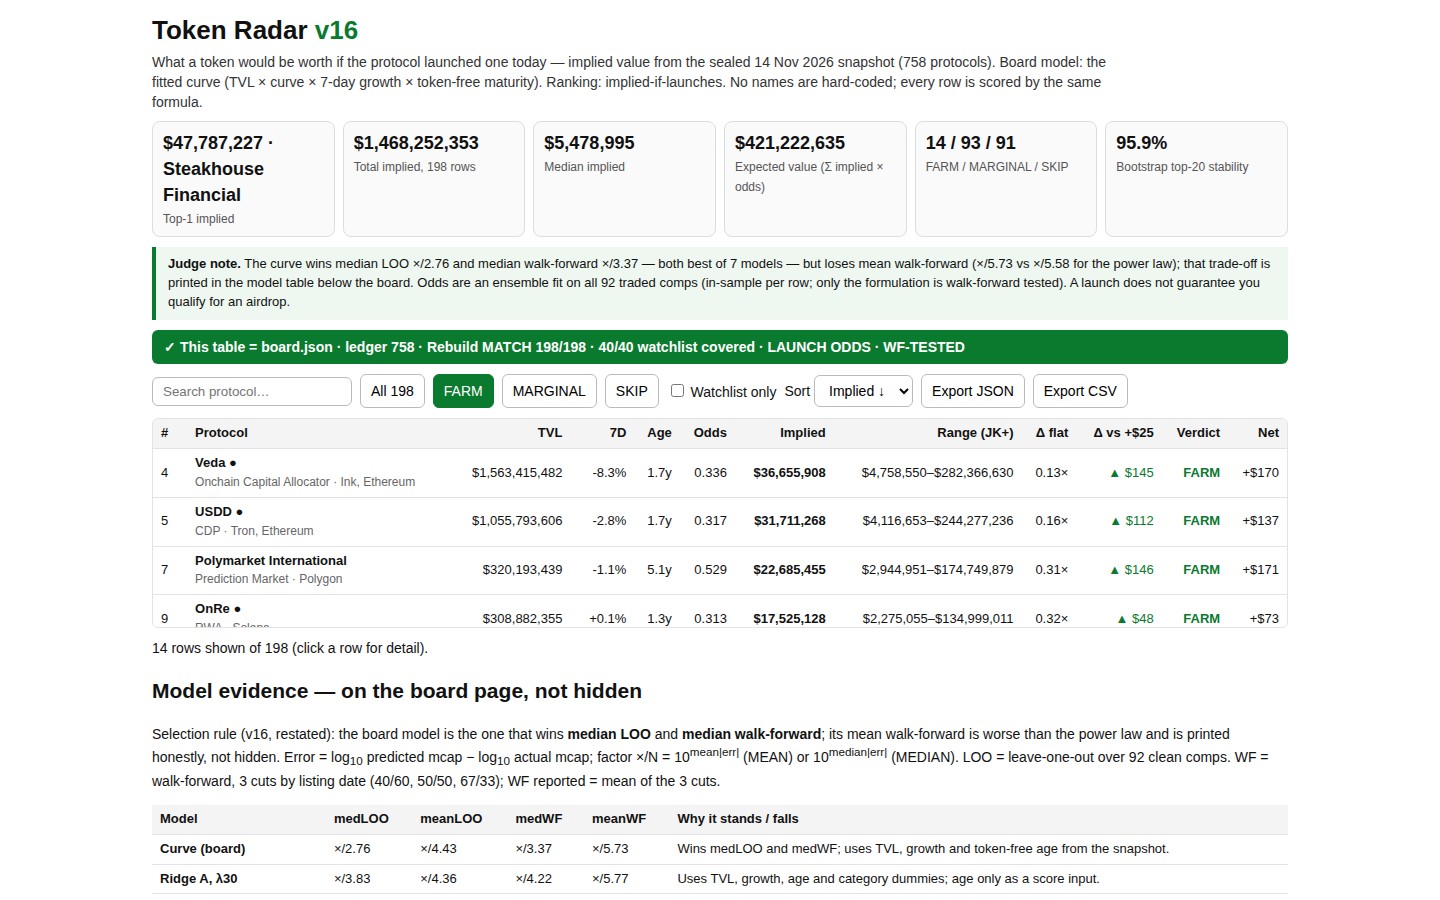 Token Radar v16
What a token would be worth if the protocol launched one today — implied value from the sealed 14 Nov 2026 snapshot (758 protocols). Board model: the
fitted curve (TVL × curve × 7-day growth × token-free maturity). Ranking: implied-if-launches. No names are hard-coded; every row is scored by the same
formula.
$47,787,227 ·
Steakhouse
Financial
Top-1 implied
$1,468,252,353
Total implied, 198 rows
$5,478,995
Median implied
$421,222,635
Expected value (Σ implied ×
odds)
14 / 93 / 91
FARM / MARGINAL / SKIP
95.9%
Bootstrap top-20 stability
Judge note. The curve wins median LOO ×/2.76 and median walk-forward ×/3.37 — both best of 7 models — but loses mean walk-forward (×/5.73 vs ×/5.58 for the power law); that trade-off is
printed in the model table below the board. Odds are an ensemble fit on all 92 traded comps (in-sample per row; only the formulation is walk-forward tested). A launch does not guarantee you
qualify for an airdrop.
✓ This table = board.json · ledger 758 · Rebuild MATCH 198/198 · 40/40 watchlist covered · LAUNCH ODDS · WF-TESTED
Search protocol… All 198 FARM MARGINAL SKIP Watchlist only Sort Implied ↓ Export JSON Export CSV
# Protocol TVL 7D Age Odds Implied Range (JK+) Δ flat Δ vs +$25 Verdict Net
4 Veda ● $1,563,415,482 -8.3% 1.7y 0.336 $36,655,908 $4,758,550–$282,366,630 0.13× ▲ $145 FARM +$170
Onchain Capital Allocator · Ink, Ethereum
5 USDD ● $1,055,793,606 -2.8% 1.7y 0.317 $31,711,268 $4,116,653–$244,277,236 0.16× ▲ $112 FARM +$137
CDP · Tron, Ethereum
7 Polymarket International $320,193,439 -1.1% 5.1y 0.529 $22,685,455 $2,944,951–$174,749,879 0.31× ▲ $146 FARM +$171
Prediction Market · Polygon
9 OnRe ● $308,882,355 +0.1% 1.3y 0.313 $17,525,128 $2,275,055–$134,999,011 0.32× ▲ $48 FARM +$73
RWA · Solana
14 rows shown of 198 (click a row for detail).
Model evidence — on the board page, not hidden
Selection rule (v16, restated): the board model is the one that wins median LOO and median walk-forward; its mean walk-forward is worse than the power law and is printed
honestly, not hidden. Error = log10 predicted mcap − log10 actual mcap; factor ×/N = 10mean|err| (MEAN) or 10median|err| (MEDIAN). LOO = leave-one-out over 92 clean comps. WF =
walk-forward, 3 cuts by listing date (40/60, 50/50, 67/33); WF reported = mean of the 3 cuts.
Model medLOO meanLOO medWF meanWF Why it stands / falls
Curve (board) ×/2.76 ×/4.43 ×/3.37 ×/5.73 Wins medLOO and medWF; uses TVL, growth and token-free age from the snapshot.
Ridge A, λ30 ×/3.83 ×/4.36 ×/4.22 ×/5.77 Uses TVL, growth, age and category dummies; age only as a score input.